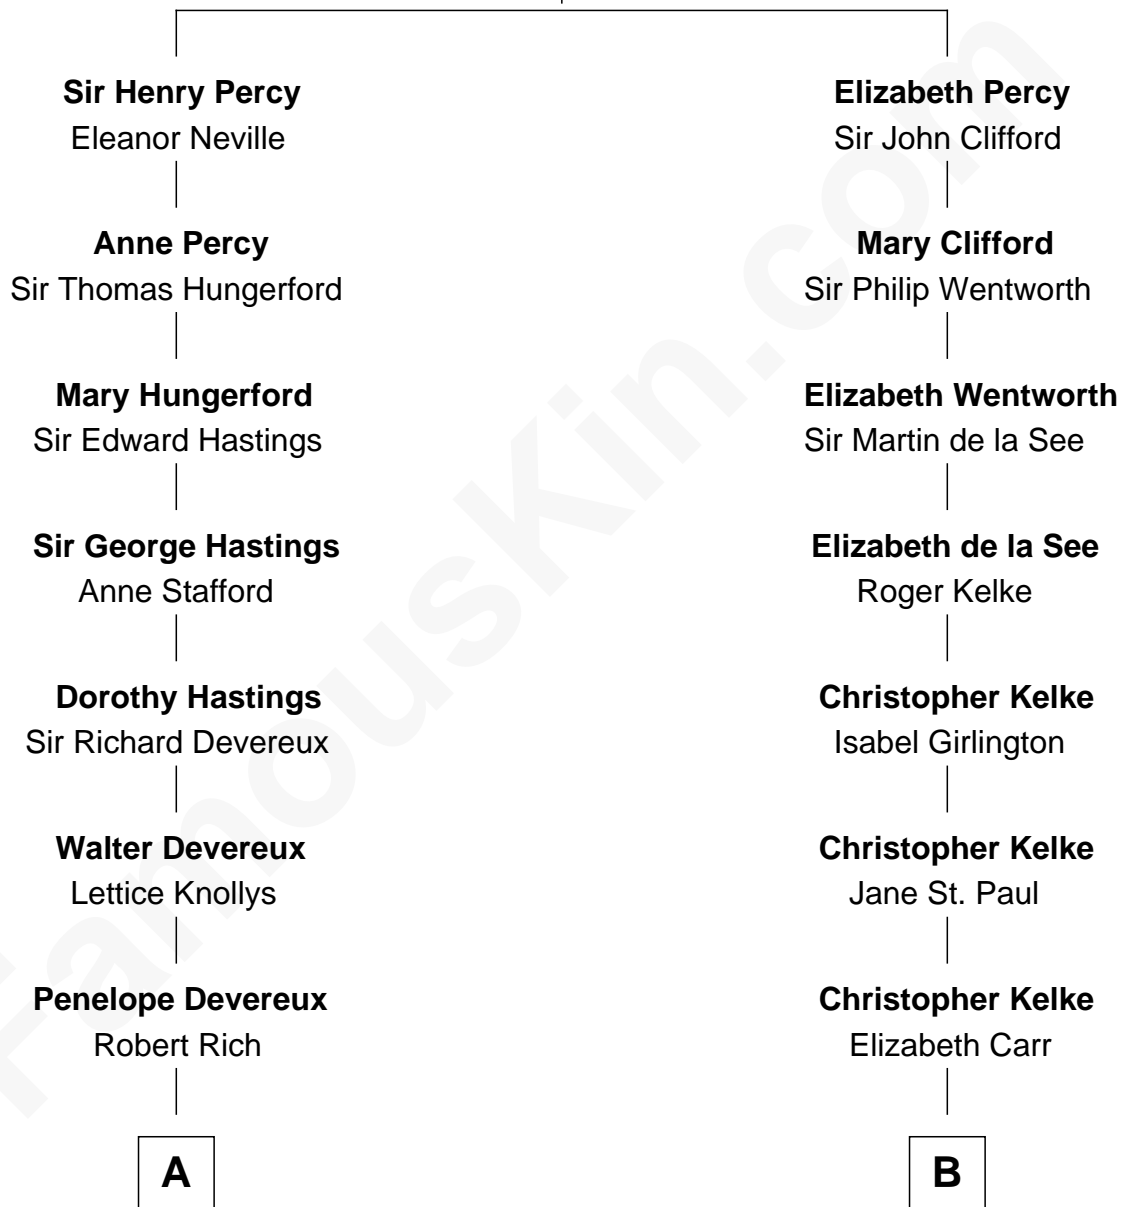 Sir Henry Percy
Eleanor Neville
Anne Percy
Sir Thomas Hungerford
Mary Hungerford
Sir Edward Hastings
Sir George Hastings
Anne Stafford
Dorothy Hastings
Sir Richard Devereux
Walter Devereux
Lettice Knollys
Penelope Devereux
Robert Rich
A
Elizabeth Percy
Sir John Clifford
Mary Clifford
Sir Philip Wentworth
Elizabeth Wentworth
Sir Martin de la See
Elizabeth de la See
Roger Kelke
Christopher Kelke
Isabel Girlington
Christopher Kelke
Jane St. Paul
Christopher Kelke
Elizabeth Carr
B
FamousKin.com